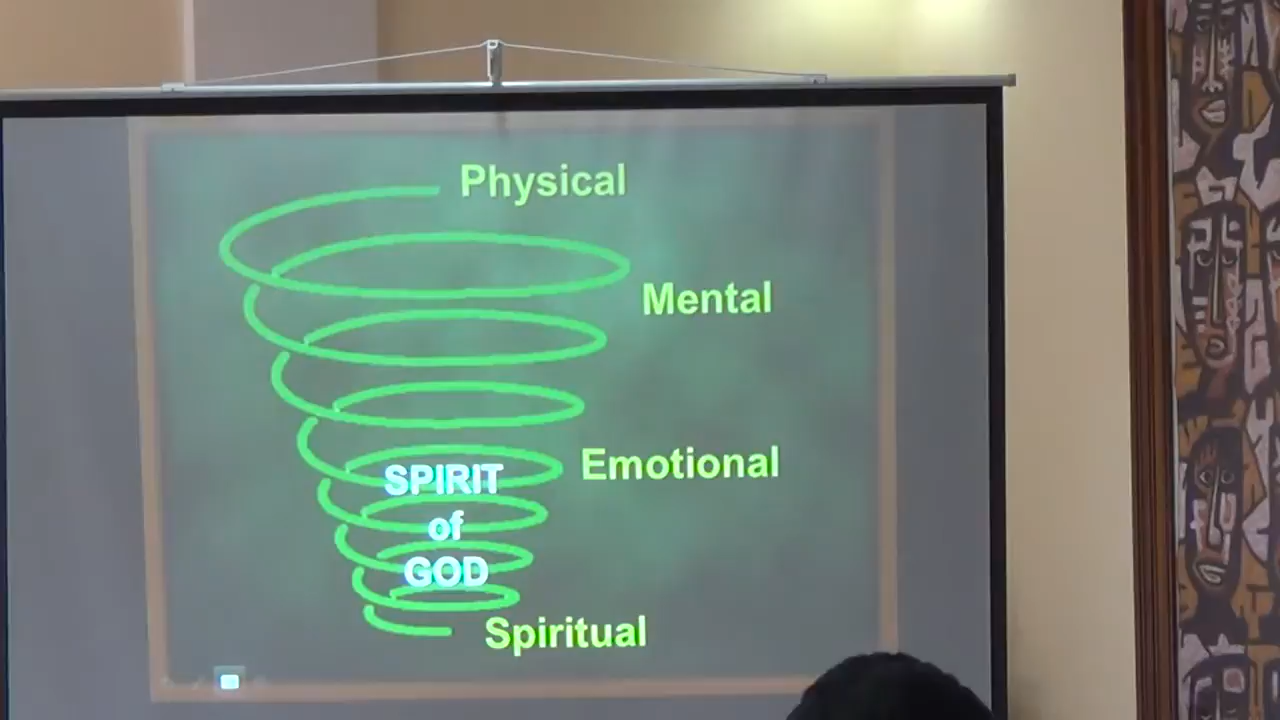 Physical
Mental
Emotional
SPIRIT
of
GOD
Spiritual